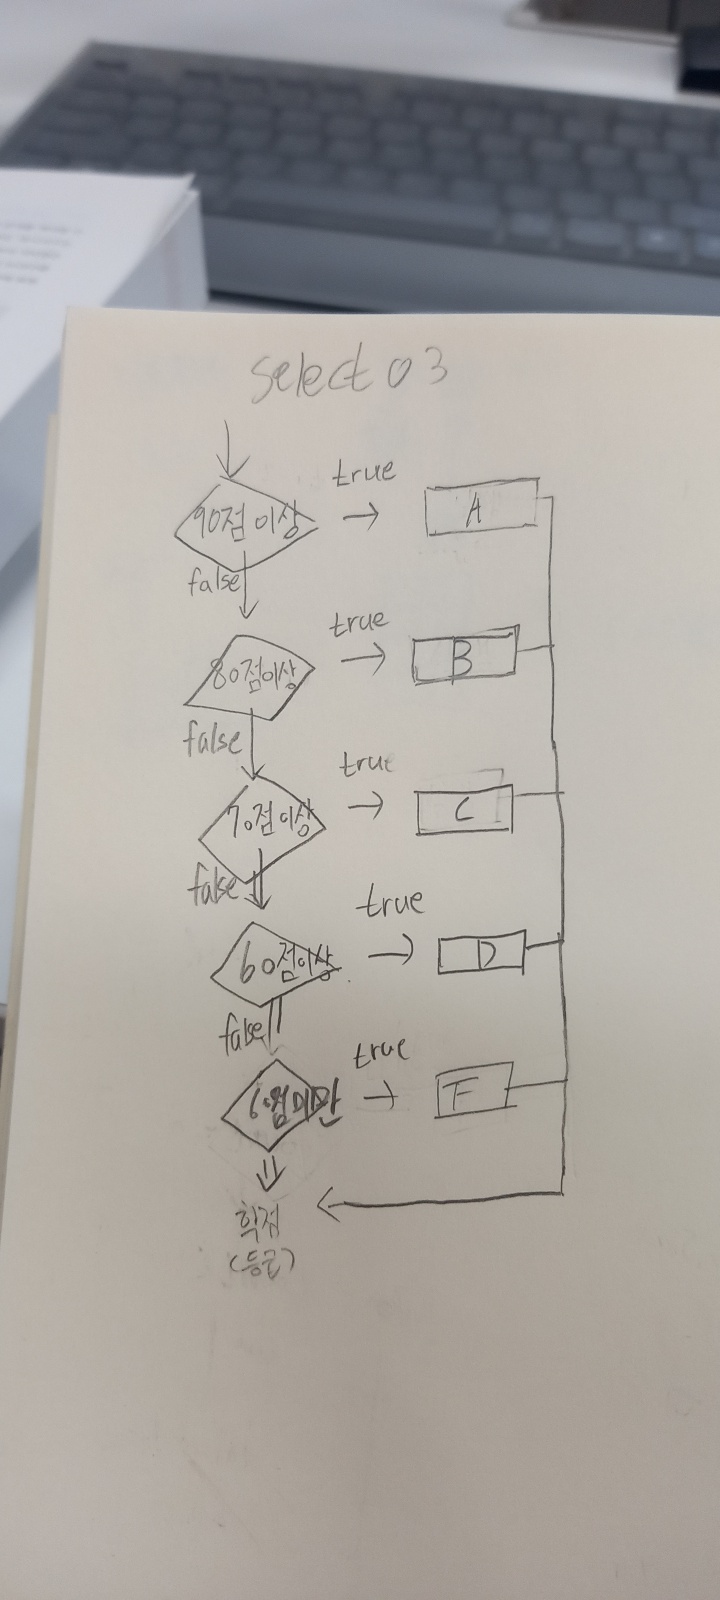 select 03
true
90점 이상 → A
false
true
80점이상 → B
false
true
70점이상 → C
false
true
60점이상 → D
false
true
60점미만 → F
학점
(등급)